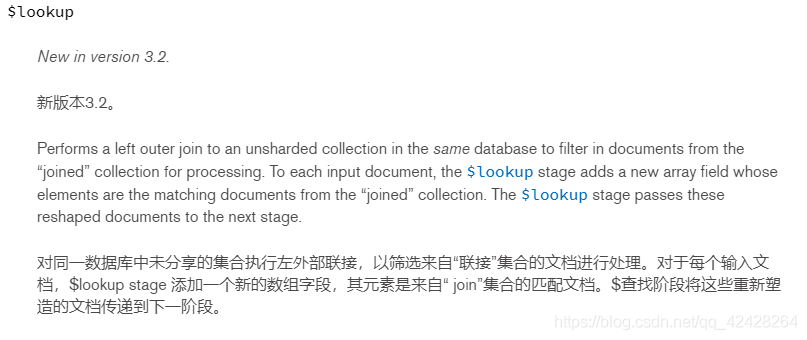 $lookup
New in version 3.2.
新版本3.2。
Performs a left outer join to an unsharded collection in the same database to filter in documents from the
“joined” collection for processing. To each input document, the $lookup stage adds a new array field whose
elements are the matching documents from the “joined” collection. The $lookup stage passes these
reshaped documents to the next stage.
对同一数据库中未分享的集合执行左外部联接，以筛选来自“联接”集合的文档进行处理。对于每个输入文
档，$lookup stage 添加一个新的数组字段，其元素是来自“ join”集合的匹配文档。$查找阶段将这些重新塑
造的文档传递到下一阶段。
https://blog.csdn.net/qq_42428264